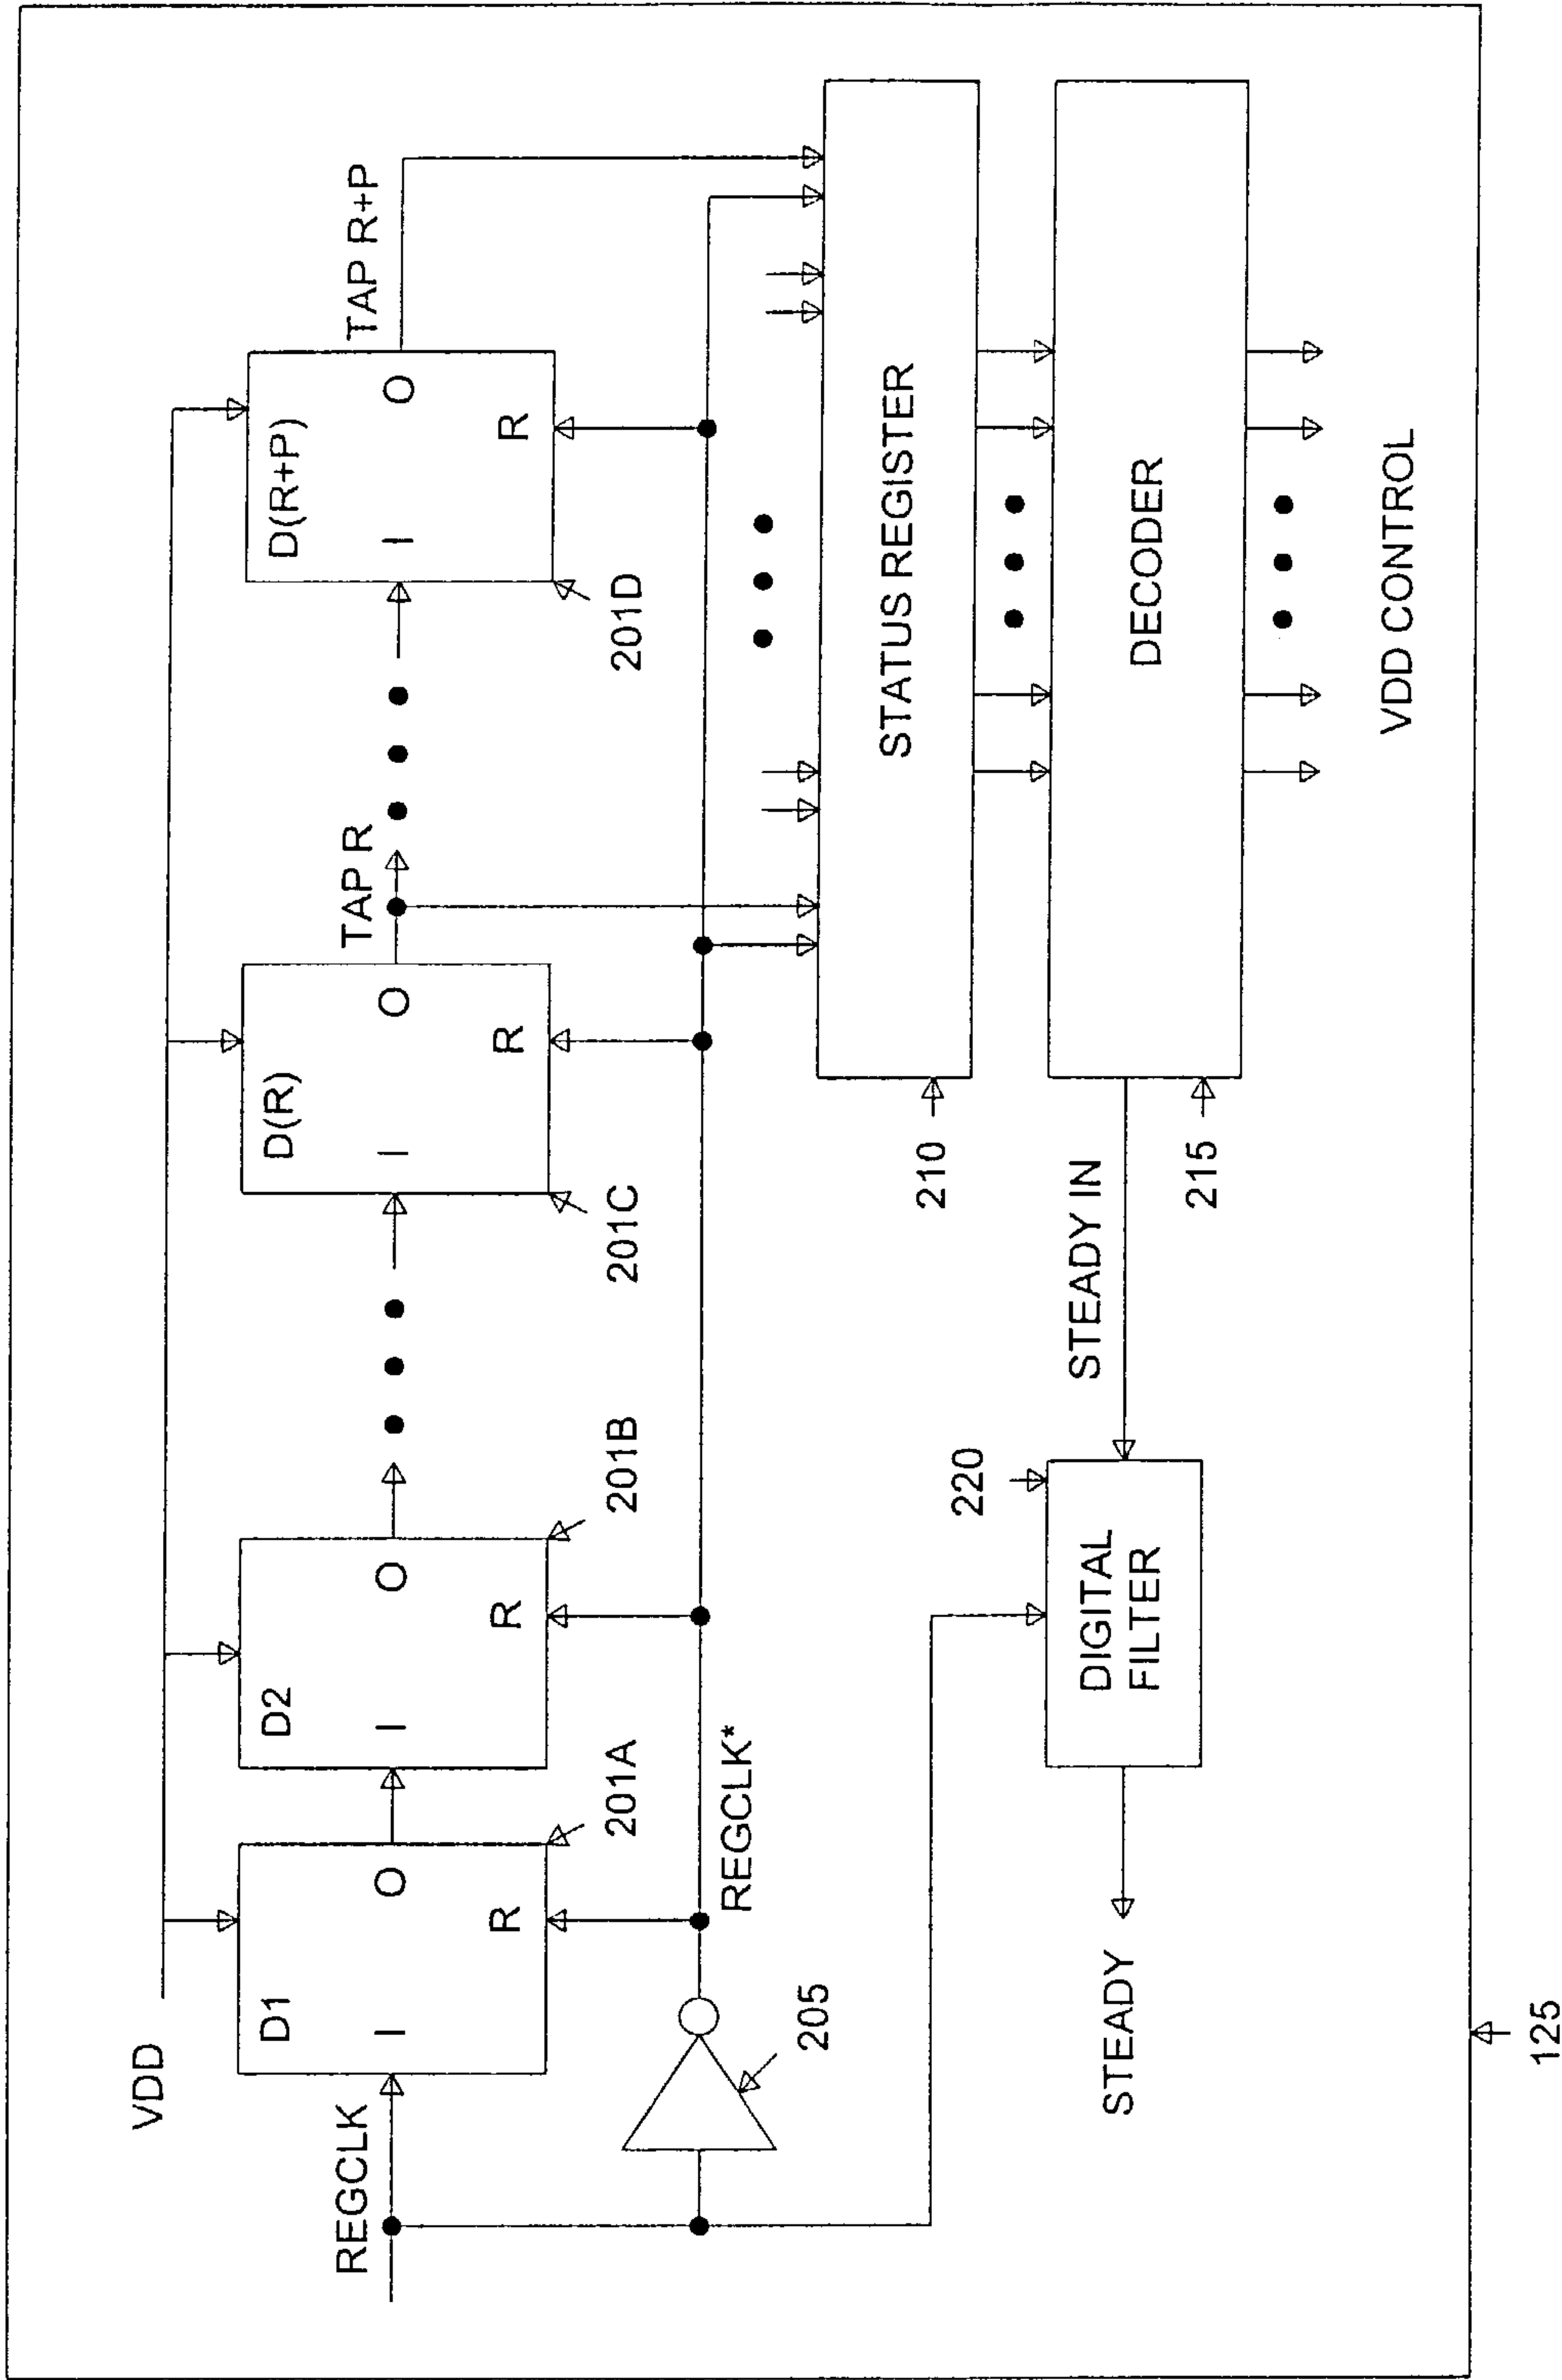 VDD
D1
I
O
R
D2
I
O
R
D(R)
I
O
R
D(R+P)
I
O
R
REGCLK
TAP R
TAP R+P
201A
201B
201C
201D
REGCLK*
205
STATUS REGISTER
210
DECODER
215
STEADY IN
220
DIGITAL
FILTER
STEADY
VDD CONTROL
125